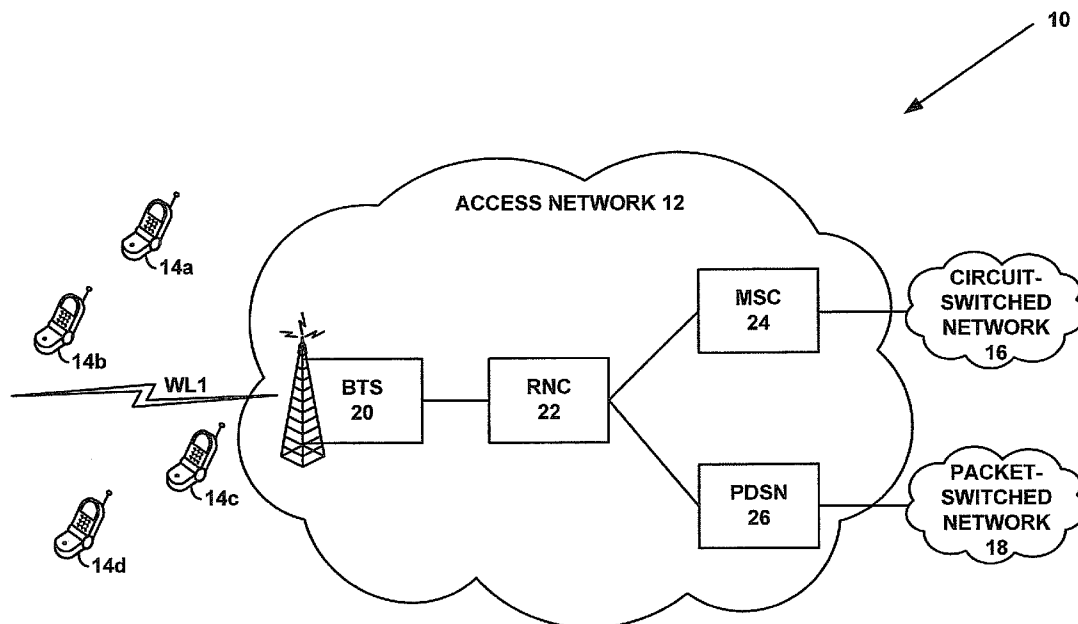 10
ACCESS NETWORK 12
14a
14b
WL1
14c
14d
BTS
20
RNC
22
MSC
24
PDSN
26
CIRCUIT-
SWITCHED
NETWORK
16
PACKET-
SWITCHED
NETWORK
18